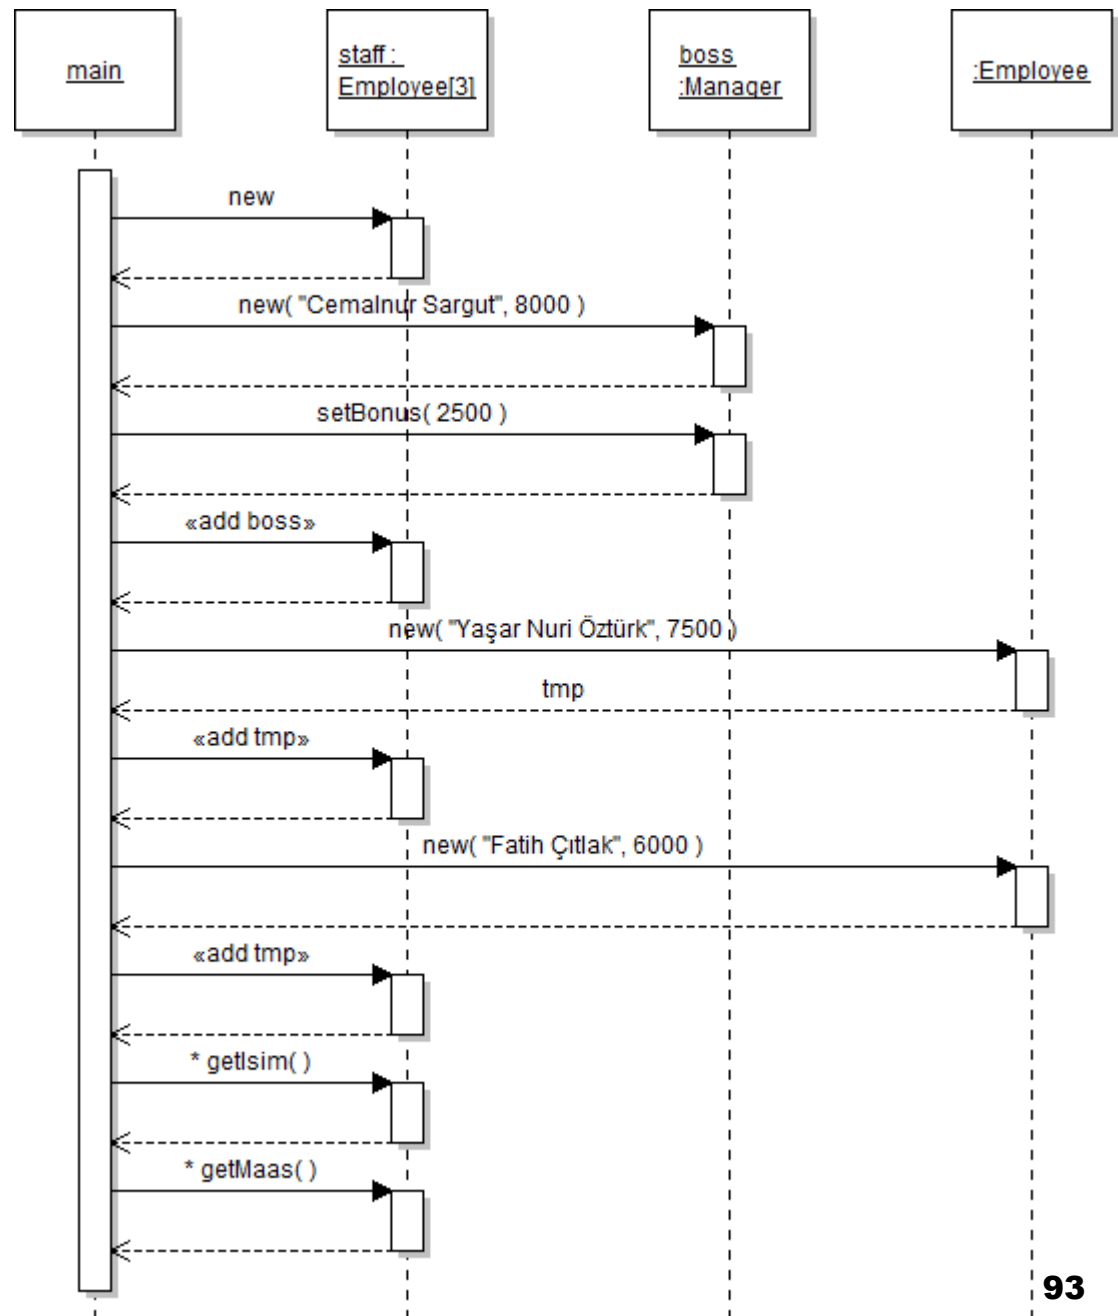 main
staff :
Employee[3]
boss
:Manager
:Employee
new
new( "Cemalnur Sargut", 8000 )
setBonus( 2500 )
«add boss»
new( "Yaşar Nuri Öztürk", 7500 )
tmp
«add tmp»
new( "Fatih Çıtlak", 6000 )
«add tmp»
* getIsim( )
* getMaas( )
93